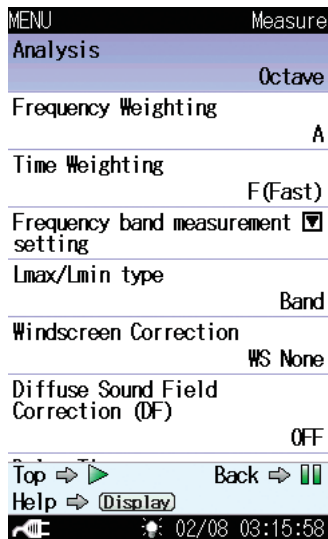 MENU Measure
Analysis
Octave
Frequency Weighting
A
Time Weighting
F(Fast)
Frequency band measurement
setting
Lmax/Lmin type
Band
Windscreen Correction
WS None
Diffuse Sound Field
Correction (DF)
OFF
Top ⇨ Back ⇨
Help ⇨ (Display)
02/08 03:15:58